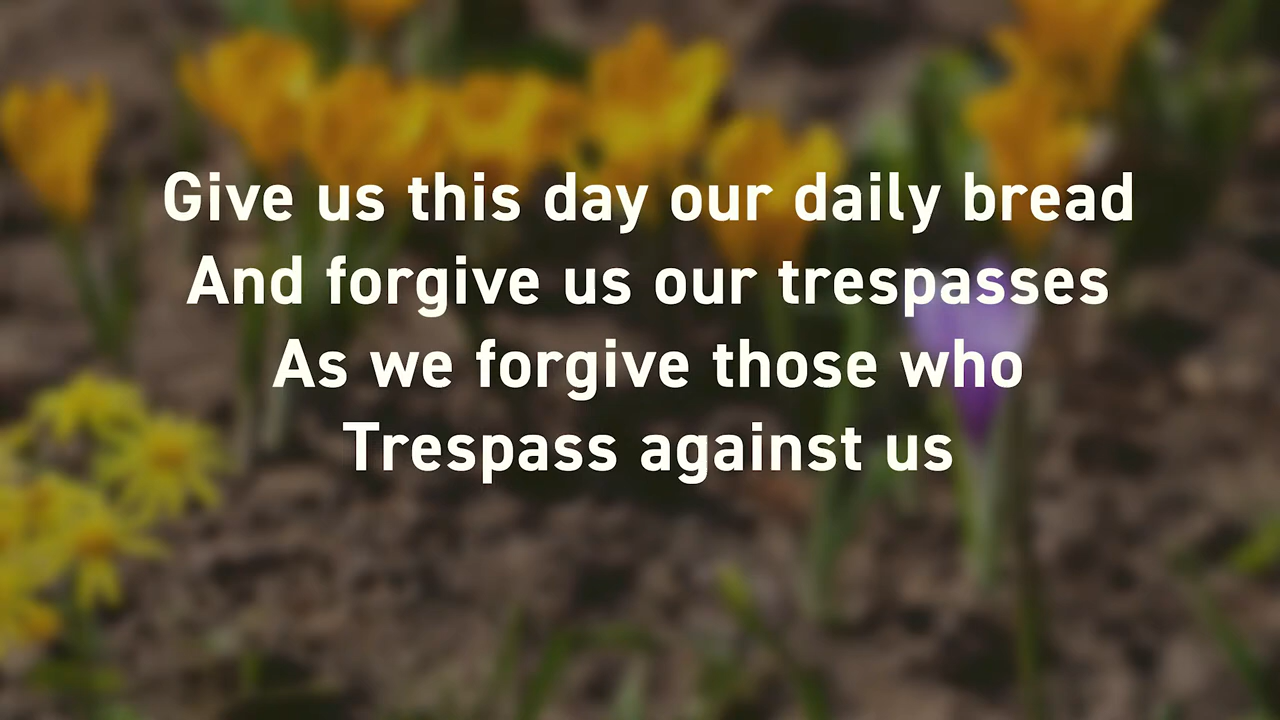 Give us this day our daily bread
And forgive us our trespasses
As we forgive those who
Trespass against us